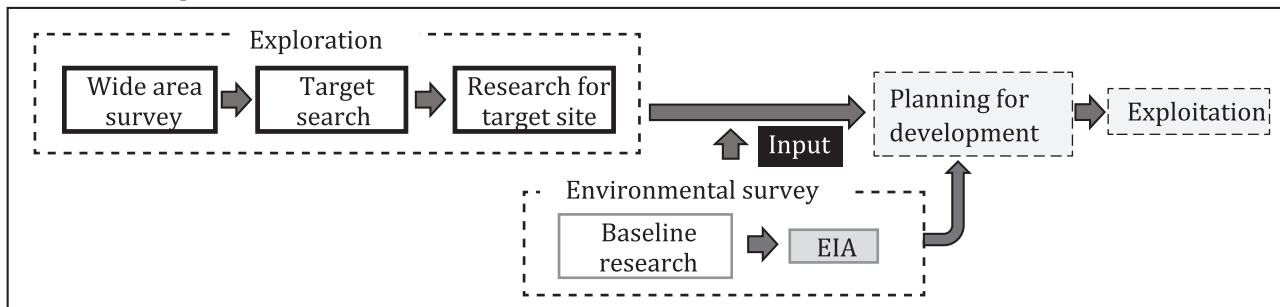 Exploration
Wide area
survey
Target
search
Research for
target site
Planning for
development
Exploitation
Input
Environmental survey
Baseline
research
EIA